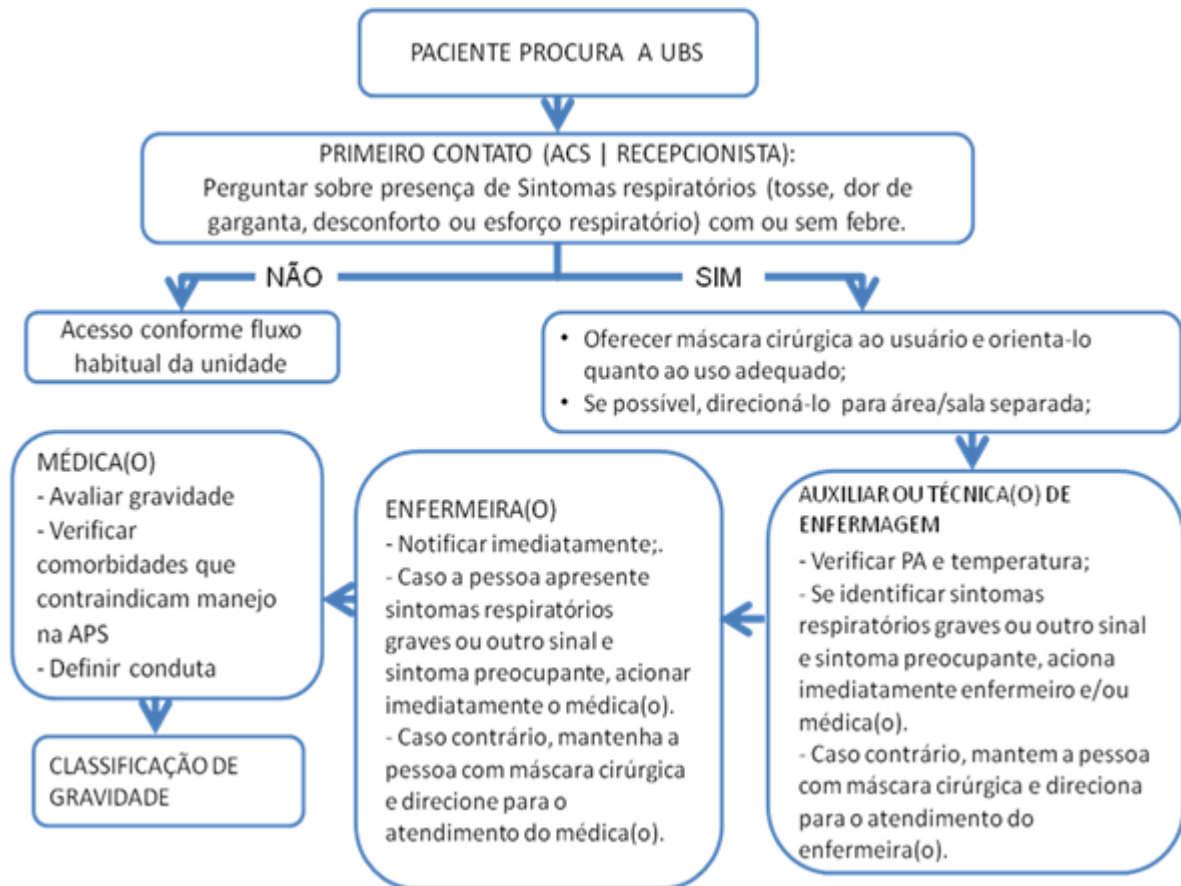 PACIENTE PROCURA A UBS
PRIMEIRO CONTATO (ACS | RECEPCIONISTA):
Perguntar sobre presença de Sintomas respiratórios (tosse, dor de
garganta, desconforto ou esforço respiratório) com ou sem febre.
NÃO
SIM
Acesso conforme fluxo
habitual da unidade
• Oferecer máscara cirúrgica ao usuário e orienta-lo
quanto ao uso adequado;
• Se possível, direcioná-lo para área/sala separada;
AUXILIAR OU TÉCNICA(O) DE
ENFERMAGEM
- Verificar PA e temperatura;
- Se identificar sintomas
respiratórios graves ou outro sinal
e sintoma preocupante, aciona
imediatamente enfermeiro e/ou
médica(o).
- Caso contrário, mantem a pessoa
com máscara cirúrgica e direciona
para o atendimento do
enfermeira(o).
ENFERMEIRA(O)
- Notificar imediatamente;.
- Caso a pessoa apresente
sintomas respiratórios
graves ou outro sinal e
sintoma preocupante, acionar
imediatamente o médica(o).
- Caso contrário, mantenha a
pessoa com máscara cirúrgica
e direcione para o
atendimento do médica(o).
MÉDICA(O)
- Avaliar gravidade
- Verificar
comorbidades que
contraindicam manejo
na APS
- Definir conduta
CLASSIFICAÇÃO DE
GRAVIDADE